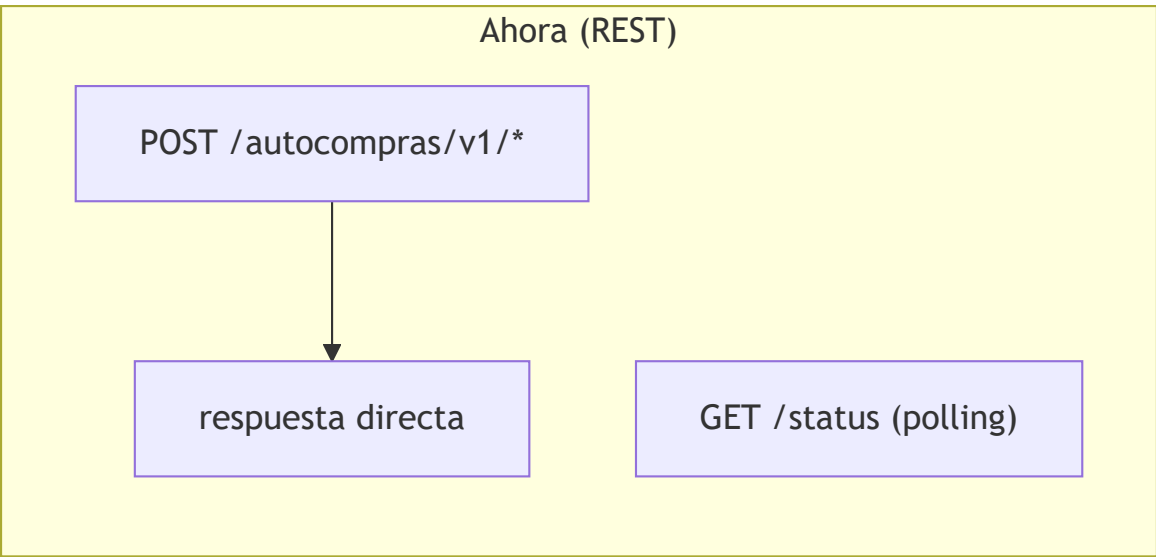 Ahora (REST)
POST /autocompras/v1/*
respuesta directa
GET /status (polling)